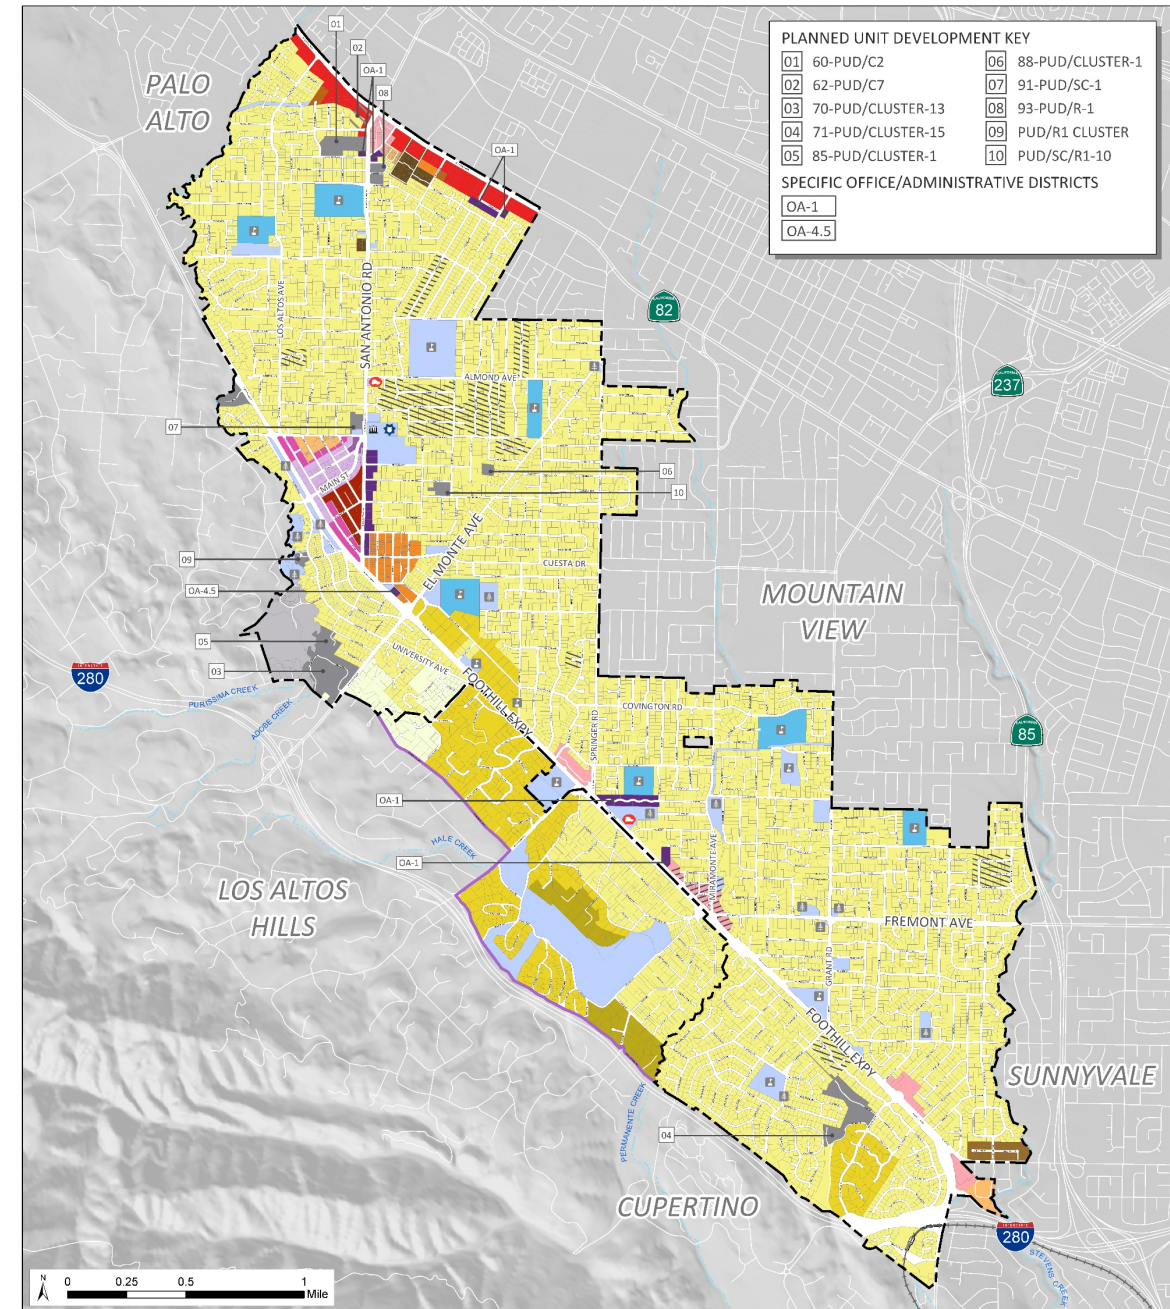 PLANNED UNIT DEVELOPMENT KEY
01 60-PUD/C2
02 62-PUD/C7
03 70-PUD/CLUSTER-13
04 71-PUD/CLUSTER-15
05 85-PUD/CLUSTER-1
06 88-PUD/CLUSTER-1
07 91-PUD/SC-1
08 93-PUD/R-1
09 PUD/R1 CLUSTER
10 PUD/SC/R1-10
SPECIFIC OFFICE/ADMINISTRATIVE DISTRICTS
OA-1
OA-4.5
01
02
OA-1
08
PALO
ALTO
OA-1
LOS ALTOS AVE
SAN ANTONIO RD
CALIFORNIA
82
CALIFORNIA
237
ALMOND AVE
07
MAIN ST
06
10
EL MONTE AVE
CUESTA DR
09
OA-4.5
MOUNTAIN
VIEW
05
03
UNIVERSITY AVE
280
PURISSIMA CREEK
ADOBE CREEK
FOOTHILL EXPY
COVINGTON RD
SPRINGER RD
CALIFORNIA
85
OA-1
HALE CREEK
MIRAMONTE AVE
OA-1
LOS ALTOS
HILLS
FREMONT AVE
GRANT RD
FOOTHILL EXPY
SUNNYVALE
PERMANENTE CREEK
04
CUPERTINO
280
STEVENS CREEK
N
0 0.25 0.5 1
Mile